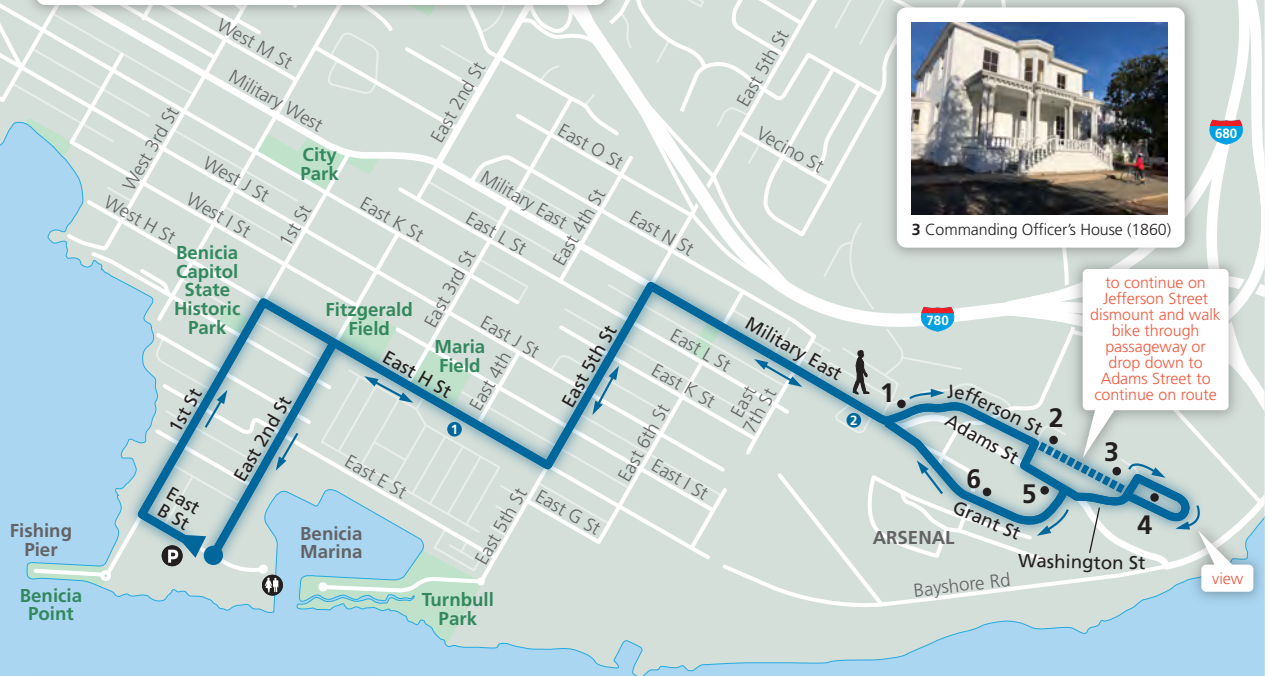 West M St
Military West
West 3rd St
City
Park
West J St
West I St
West H St
1st St
East 2nd St
East 5th St
Vecino St
East O St
Military East
East 4th St
East N St
East K St
East L St
East 3rd St
680
3 Commanding Officer's House (1860)
Benicia
Capitol
State
Historic
Park
Fitzgerald
Field
Maria
Field
East J St
East 4th
East H St
1
East 5th St
780
Military East
East L St
East K St
East
7th St
East 6th St
East I St
2
to continue on
Jefferson Street
dismount and walk
bike through
passageway or
drop down to
Adams Street to
continue on route
1
Jefferson St
2
Adams St
3
4
5
6
Grant St
ARSENAL
Washington St
Bayshore Rd
view
1st St
East 2nd St
East E St
East 5th St
East G St
East
B St
P
Fishing
Pier
Benicia
Point
Benicia
Marina
Turnbull
Park